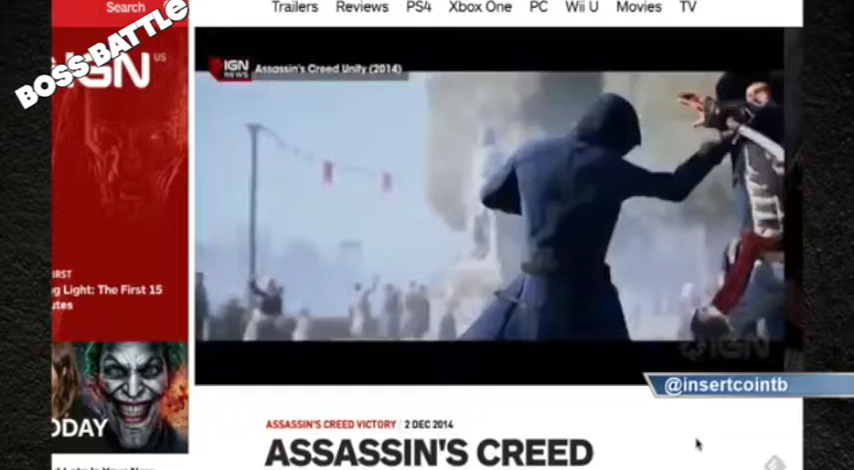 Search
Trailers Reviews PS4 Xbox One PC Wii U Movies TV
BOSS BATTLE
IGN US
IGN NEWS
Assassin's Creed Unity (2014)
IRST
g Light: The First 15
utes
IGN
@insertcointb
ODAY
ASSASSIN'S CREED VICTORY / 2 DEC 2014
ASSASSIN'S CREED